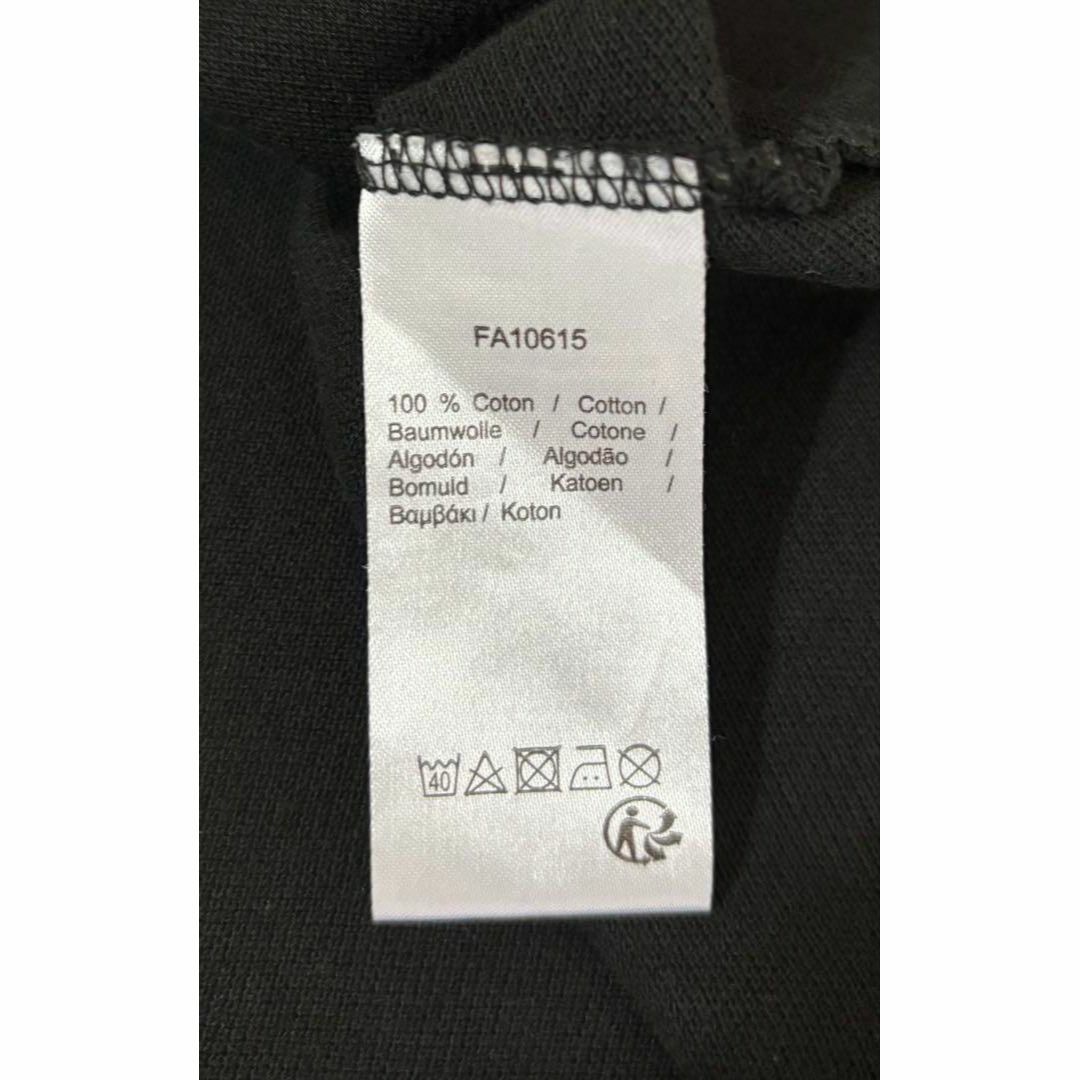 FA10615
100 % Coton / Cotton /
Baumwolle / Cotone /
Algodón / Algodão /
Bomuld / Katoen /
Βαμβάκι / Koton
40